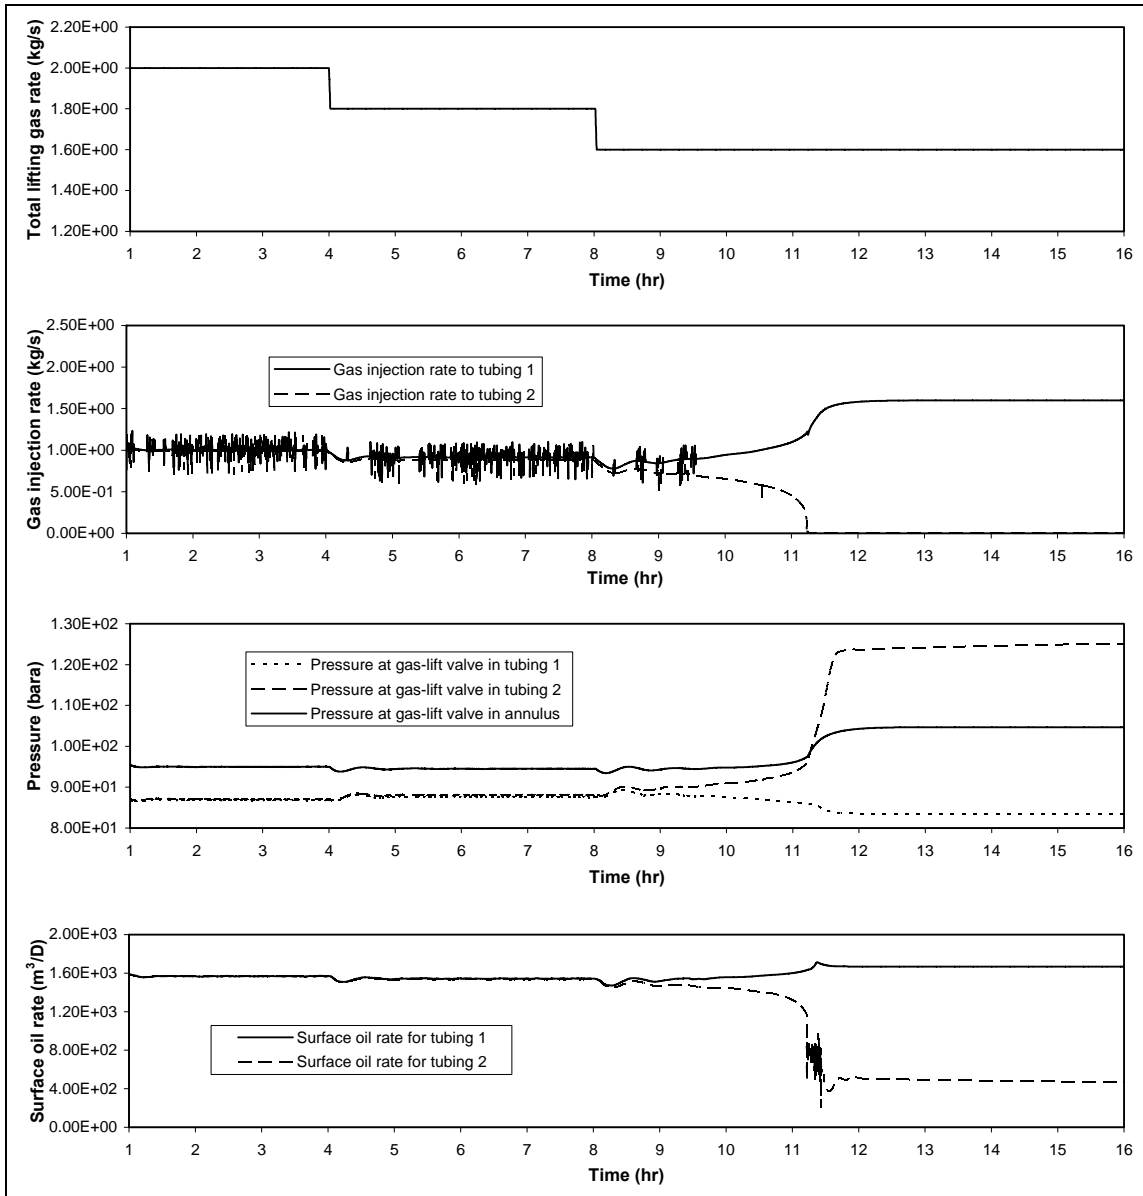 Total lifting gas rate (kg/s)
2.20E+00
2.00E+00
1.80E+00
1.60E+00
1.40E+00
1.20E+00
1 2 3 4 5 6 7 8 9 10 11 12 13 14 15 16
Time (hr)
Gas injection rate (kg/s)
2.50E+00
2.00E+00
1.50E+00
1.00E+00
5.00E-01
0.00E+00
Gas injection rate to tubing 1
Gas injection rate to tubing 2
1 2 3 4 5 6 7 8 9 10 11 12 13 14 15 16
Time (hr)
Pressure (bara)
1.30E+02
1.20E+02
1.10E+02
1.00E+02
9.00E+01
8.00E+01
Pressure at gas-lift valve in tubing 1
Pressure at gas-lift valve in tubing 2
Pressure at gas-lift valve in annulus
1 2 3 4 5 6 7 8 9 10 11 12 13 14 15 16
Time (hr)
Surface oil rate (m³/D)
2.00E+03
1.60E+03
1.20E+03
8.00E+02
4.00E+02
0.00E+00
Surface oil rate for tubing 1
Surface oil rate for tubing 2
1 2 3 4 5 6 7 8 9 10 11 12 13 14 15 16
Time (hr)